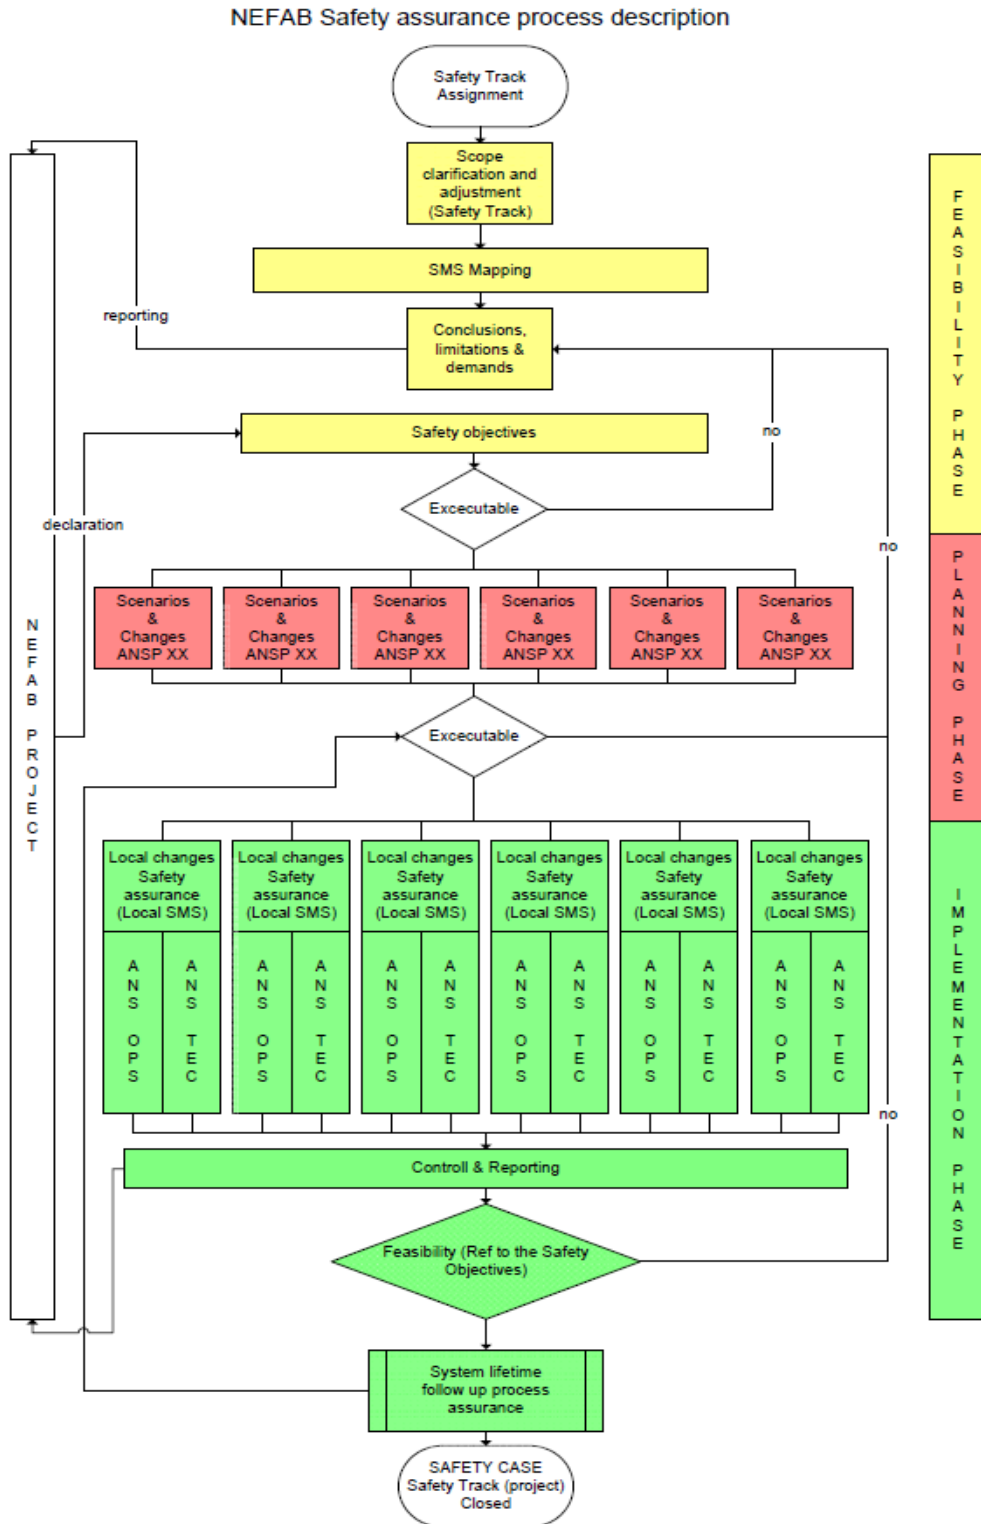 NEFAB Safety assurance process description
Safety Track
Assignment
Scope
clarification and
adjustment
(Safety Track)
SMS Mapping
reporting
Conclusions,
limitations &
demands
Safety objectives
no
Excecutable
declaration
no
Scenarios
&
Changes
ANSP XX
Scenarios
&
Changes
ANSP XX
Scenarios
&
Changes
ANSP XX
Scenarios
&
Changes
ANSP XX
Scenarios
&
Changes
ANSP XX
Scenarios
&
Changes
ANSP XX
Excecutable
Local changes
Safety
assurance
(Local SMS)
ANS OPS
ANS TEC
Local changes
Safety
assurance
(Local SMS)
ANS OPS
ANS TEC
Local changes
Safety
assurance
(Local SMS)
ANS OPS
ANS TEC
Local changes
Safety
assurance
(Local SMS)
ANS OPS
ANS TEC
Local changes
Safety
assurance
(Local SMS)
ANS OPS
ANS TEC
Local changes
Safety
assurance
(Local SMS)
ANS OPS
ANS TEC
no
Controll & Reporting
Feasibility (Ref to the Safety
Objectives)
System lifetime
follow up process
assurance
SAFETY CASE
Safety Track (project)
Closed
NEFAB PROJECT
FEASIBILITY PHASE
PLANNING PHASE
IMPLEMENTATION PHASE